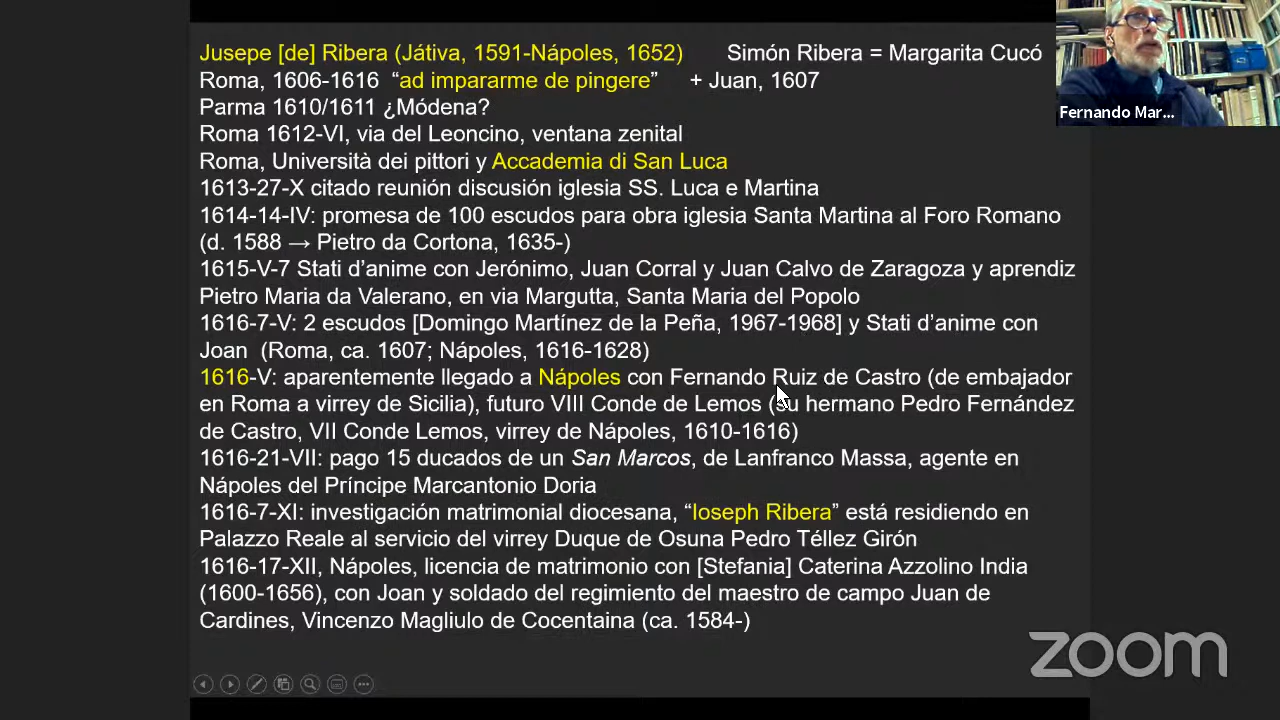 Jusepe [de] Ribera (Játiva, 1591-Nápoles, 1652) Simón Ribera = Margarita Cucó
Roma, 1606-1616 “ad impararme de pingere” + Juan, 1607
Parma 1610/1611 ¿Módena?
Roma 1612-VI, via del Leoncino, ventana zenital
Roma, Università dei pittori y Accademia di San Luca
1613-27-X citado reunión discusión iglesia SS. Luca e Martina
1614-14-IV: promesa de 100 escudos para obra iglesia Santa Martina al Foro Romano
(d. 1588 → Pietro da Cortona, 1635-)
1615-V-7 Stati d’anime con Jerónimo, Juan Corral y Juan Calvo de Zaragoza y aprendiz
Pietro Maria da Valerano, en via Margutta, Santa Maria del Popolo
1616-7-V: 2 escudos [Domingo Martínez de la Peña, 1967-1968] y Stati d’anime con
Joan (Roma, ca. 1607; Nápoles, 1616-1628)
1616-V: aparentemente llegado a Nápoles con Fernando Ruiz de Castro (de embajador
en Roma a virrey de Sicilia), futuro VIII Conde de Lemos (su hermano Pedro Fernández
de Castro, VII Conde Lemos, virrey de Nápoles, 1610-1616)
1616-21-VII: pago 15 ducados de un San Marcos, de Lanfranco Massa, agente en
Nápoles del Príncipe Marcantonio Doria
1616-7-XI: investigación matrimonial diocesana, “Ioseph Ribera” está residiendo en
Palazzo Reale al servicio del virrey Duque de Osuna Pedro Téllez Girón
1616-17-XII, Nápoles, licencia de matrimonio con [Stefania] Caterina Azzolino India
(1600-1656), con Joan y soldado del regimiento del maestro de campo Juan de
Cardines, Vincenzo Magliulo de Cocentaina (ca. 1584-)
Fernando Mar...
zoom